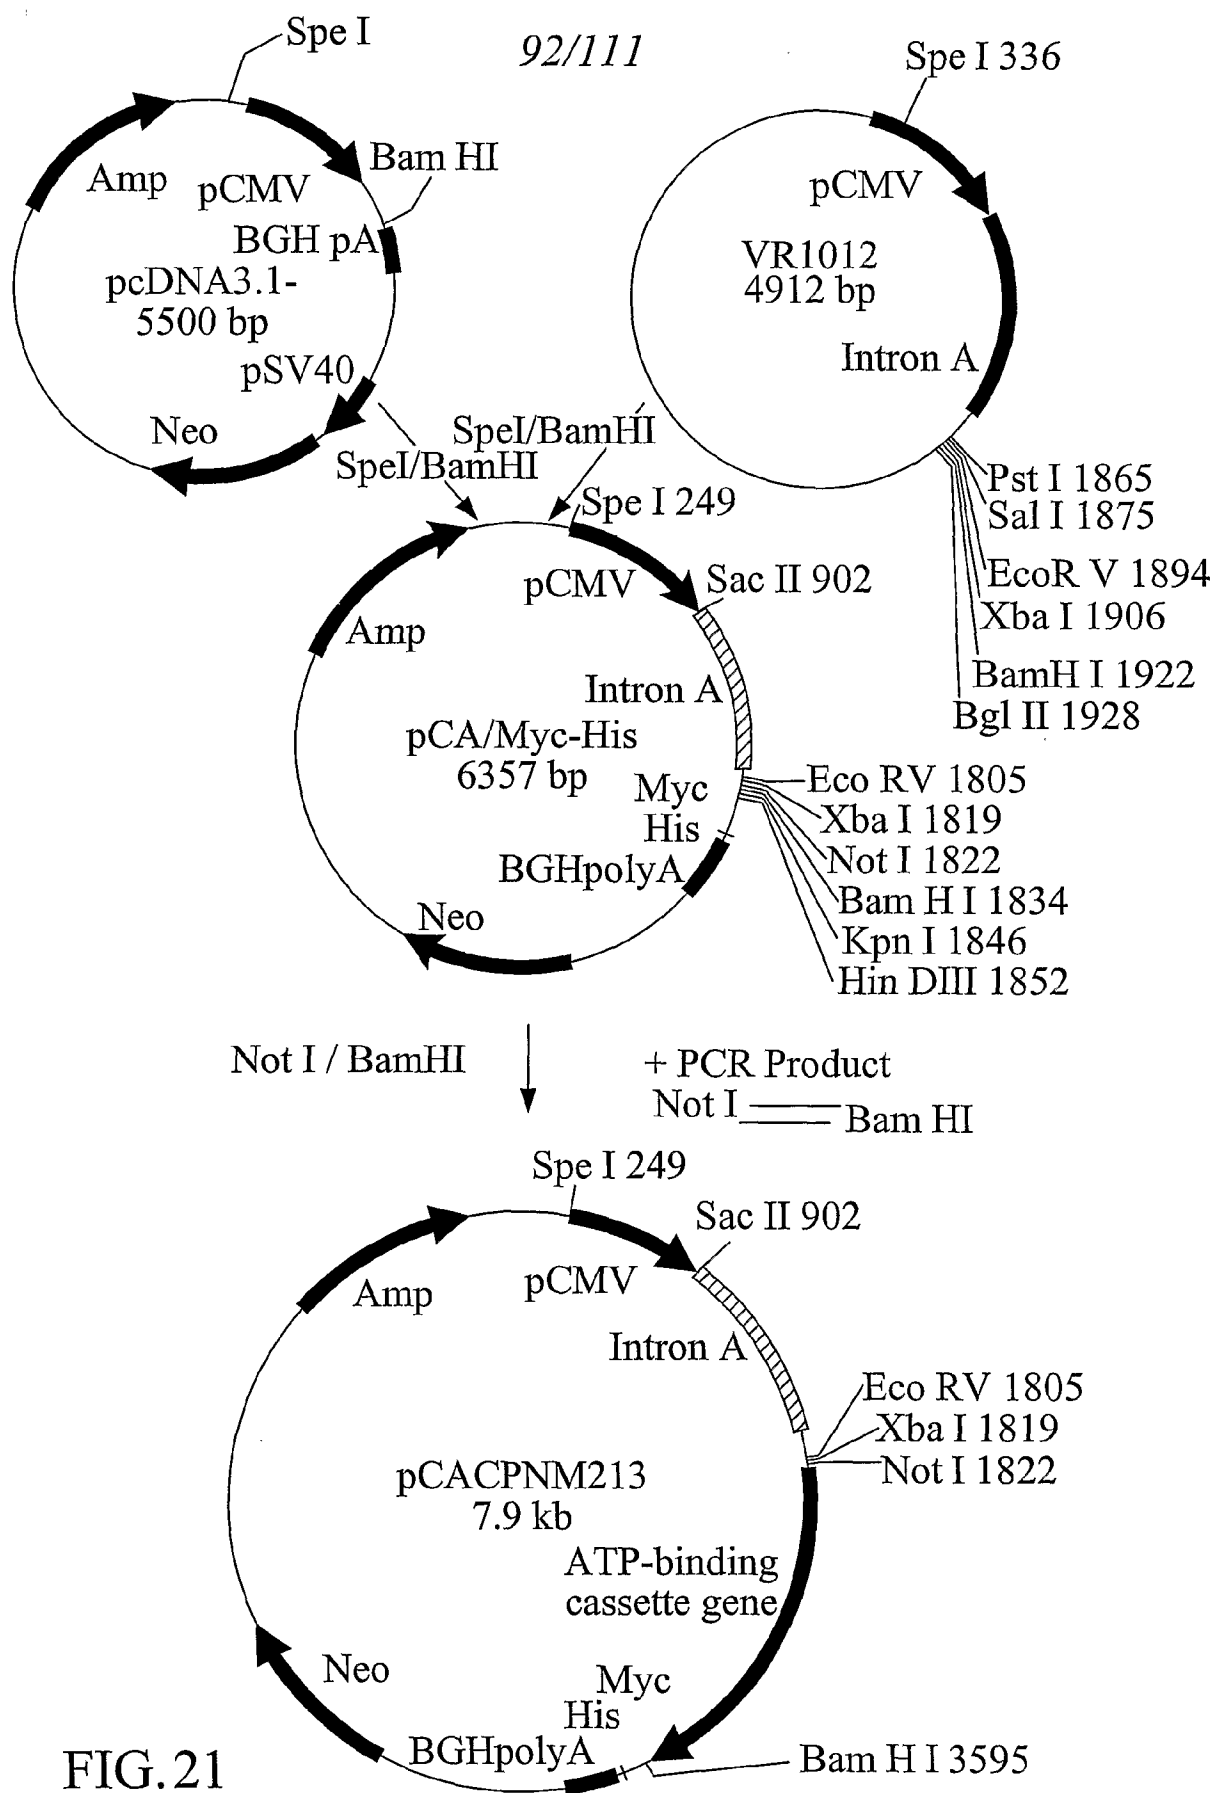 92/111
Spe I
Amp
pCMV
Bam HI
BGH pA
pcDNA3.1-
5500 bp
pSV40
Neo
SpeI/BamHI
Spe I 336
pCMV
VR1012
4912 bp
Intron A
SpeI/BamHI
Pst I 1865
Sal I 1875
EcoR V 1894
Xba I 1906
BamH I 1922
Bgl II 1928
Spe I 249
pCMV
Sac II 902
Amp
Intron A
pCA/Myc-His
6357 bp
Myc
His
BGHpolyA
Neo
Eco RV 1805
Xba I 1819
Not I 1822
Bam H I 1834
Kpn I 1846
Hin DIII 1852
Not I / BamHI
+ PCR Product
Not I
Bam HI
Spe I 249
Sac II 902
Amp
pCMV
Intron A
Eco RV 1805
Xba I 1819
Not I 1822
pCACPNM213
7.9 kb
ATP-binding
cassette gene
Neo
Myc
His
BGHpolyA
Bam H I 3595
FIG.21